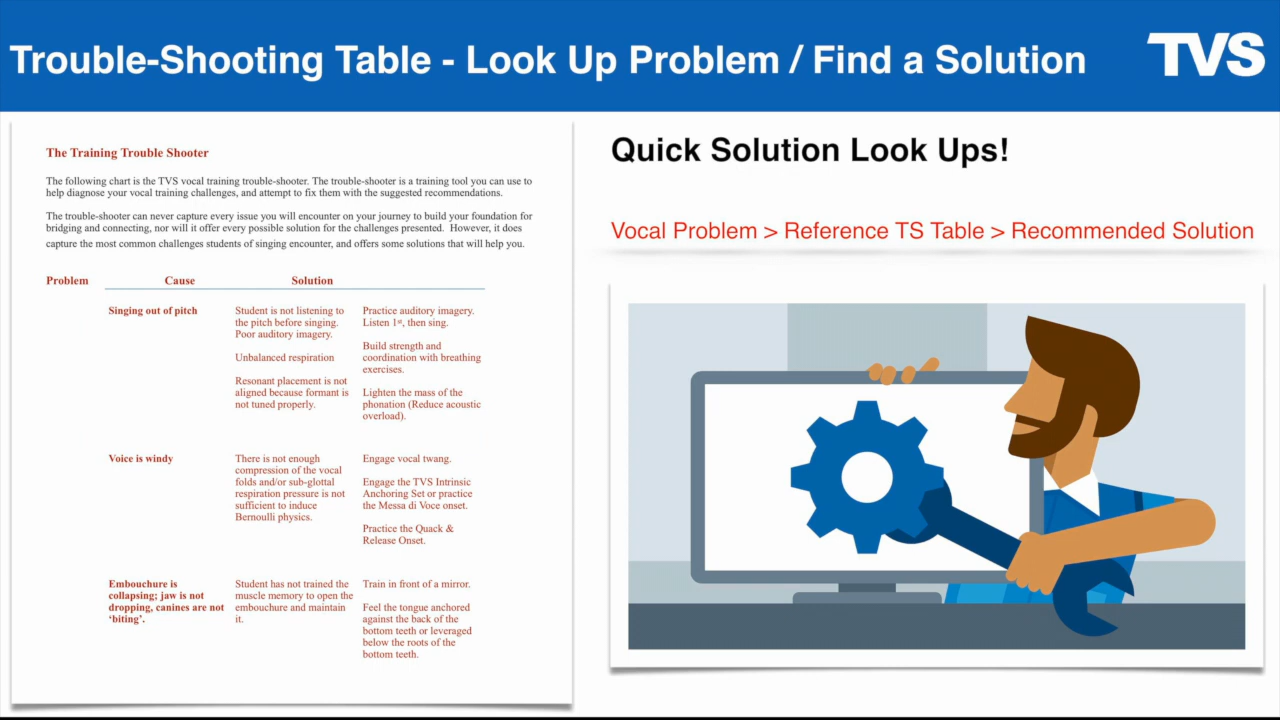 Trouble-Shooting Table - Look Up Problem / Find a Solution
TVS
The Training Trouble Shooter
The following chart is the TVS vocal training trouble-shooter. The trouble-shooter is a training tool you can use to
help diagnose your vocal training challenges, and attempt to fix them with the suggested recommendations.
The trouble-shooter can never capture every issue you will encounter on your journey to build your foundation for
bridging and connecting, nor will it offer every possible solution for the challenges presented.  However, it does
capture the most common challenges students of singing encounter, and offers some solutions that will help you.
Problem Cause Solution
Singing out of pitch
Student is not listening to
the pitch before singing.
Poor auditory imagery.
Unbalanced respiration
Resonant placement is not
aligned because formant is
not tuned properly.
Practice auditory imagery.
Listen 1st, then sing.
Build strength and
coordination with breathing
exercises.
Lighten the mass of the
phonation (Reduce acoustic
overload).
Voice is windy
There is not enough
compression of the vocal
folds and/or sub-glottal
respiration pressure is not
sufficient to induce
Bernoulli physics.
Engage vocal twang.
Engage the TVS Intrinsic
Anchoring Set or practice
the Messa di Voce onset.
Practice the Quack &
Release Onset.
Embouchure is
collapsing; jaw is not
dropping, canines are not
‘biting’.
Student has not trained the
muscle memory to open the
embouchure and maintain
it.
Train in front of a mirror.
Feel the tongue anchored
against the back of the
bottom teeth or leveraged
below the roots of the
bottom teeth.
Quick Solution Look Ups!
Vocal Problem > Reference TS Table > Recommended Solution